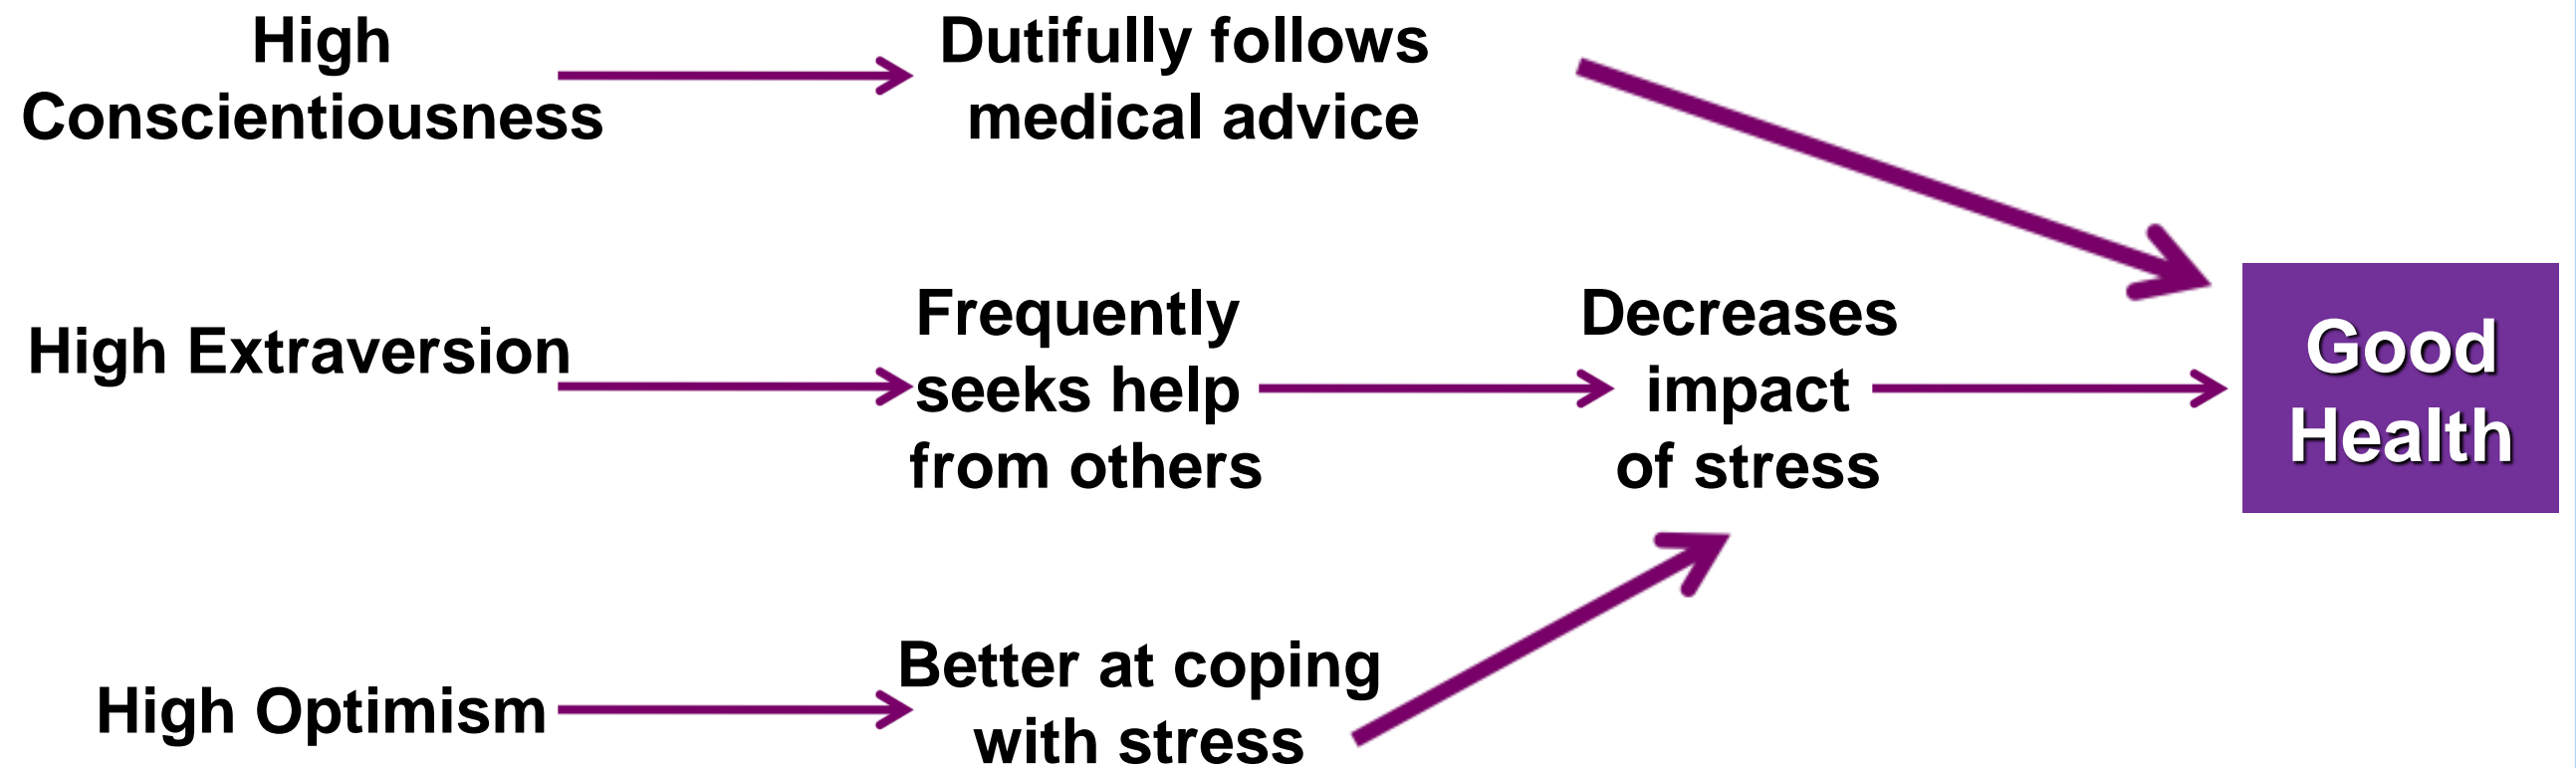 High
Conscientiousness
Dutifully follows
medical advice
High Extraversion
Frequently
seeks help
from others
Decreases
impact
of stress
Good
Health
High Optimism
Better at coping
with stress